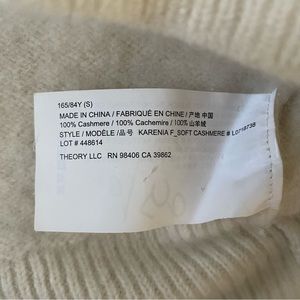 165/84Y (S)
MADE IN CHINA / FABRIQUÉ EN CHINE / 产地 中国
100% Cashmere / 100% Cachemire / 100% 山羊绒
STYLE / MODÈLE /品号 KARENIA F_SOFT CASHMERE #
LOT # 448614
THEORY LLC RN 98406 CA 39862